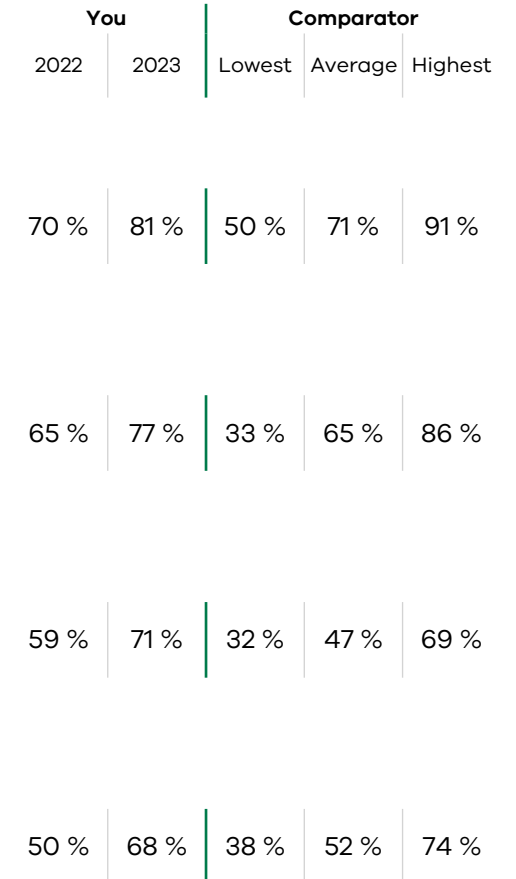 You Comparator
2022 2023 Lowest Average Highest
70 % 81 % 50 % 71 % 91 %
65 % 77 % 33 % 65 % 86 %
59 % 71 % 32 % 47 % 69 %
50 % 68 % 38 % 52 % 74 %